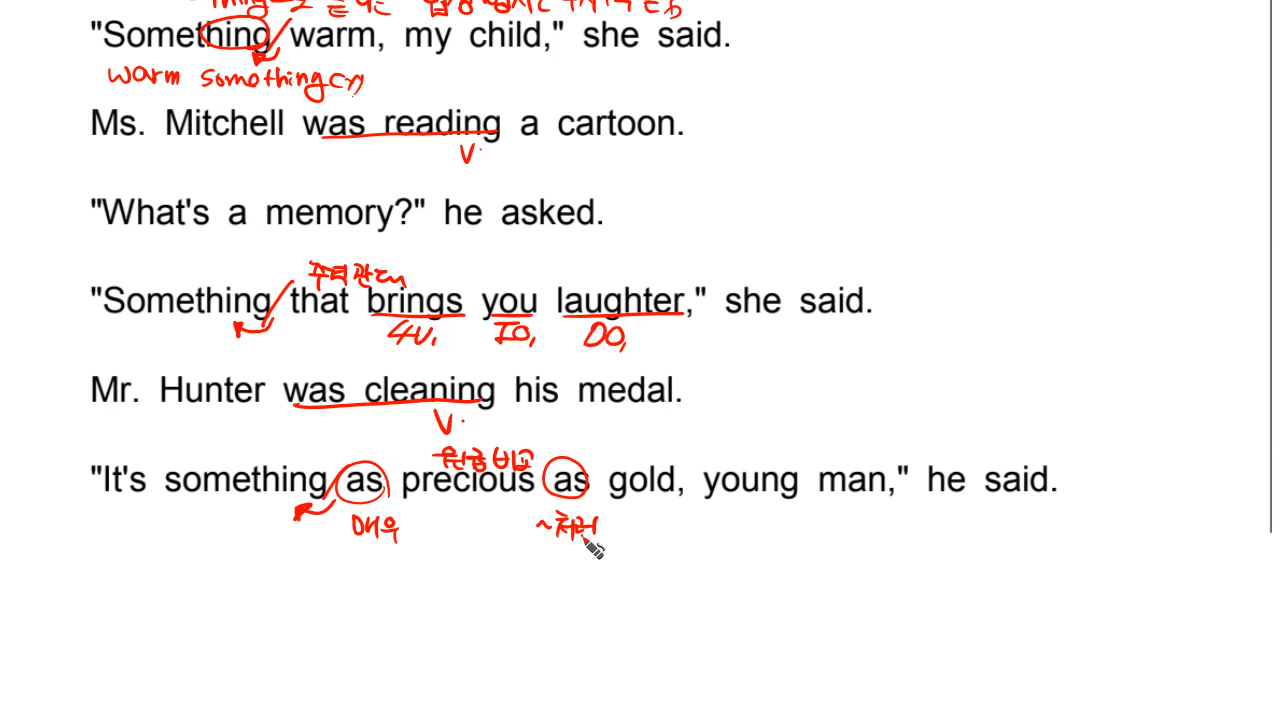 "Something warm, my child," she said.
warm something(x)
Ms. Mitchell was reading a cartoon.
V.
"What's a memory?" he asked.
주격관대
"Something that brings you laughter," she said.
4V, IO, DO,
Mr. Hunter was cleaning his medal.
V.
원급비교
"It's something as precious as gold, young man," he said.
매우 ~처럼